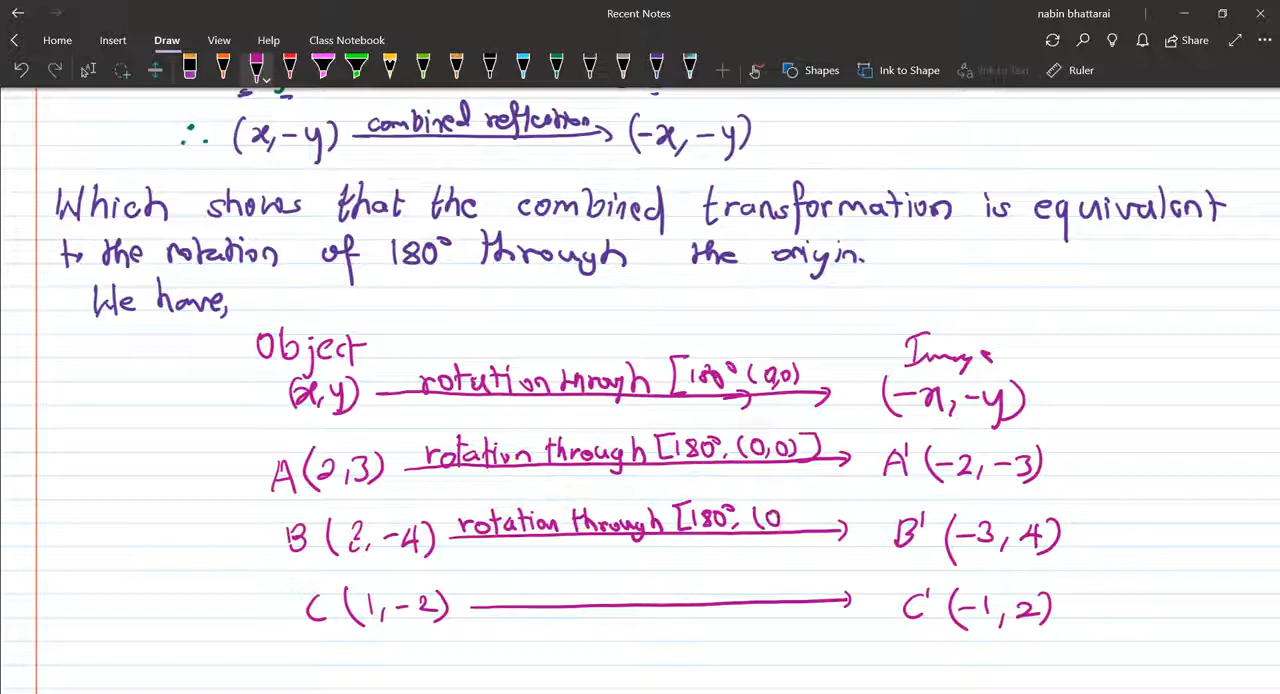 Recent Notes
nabin bhattarai
Home Insert Draw View Help Class Notebook
Share
Shapes Ink to Shape Ink to Text Ruler
∴ (x, -y) combined reflection (-x, -y)
Which shows that the combined transformation is equivalent
to the rotation of 180° through the origin.
We have,
Object Image
(x, y) rotation through [180° (0,0) (-x, -y)
A (2, 3) rotation through [180°, (0,0)] A' (-2, -3)
B ( , -4) rotation through [180°, (0 B' (-3, 4)
C (1, -2) C' (-1, 2)